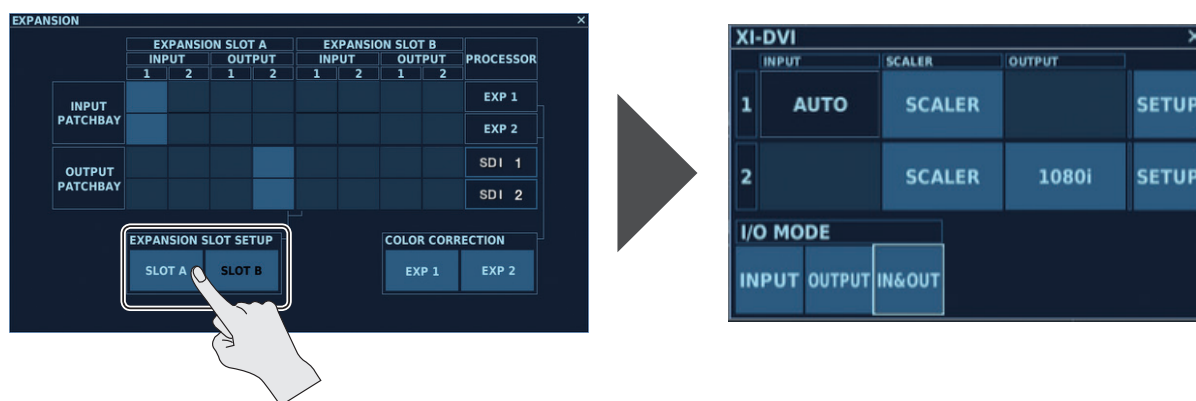 EXPANSION ×
EXPANSION SLOT A EXPANSION SLOT B PROCESSOR
INPUT OUTPUT INPUT OUTPUT
1 2 1 2 1 2 1 2
INPUT PATCHBAY
EXP 1
EXP 2
OUTPUT PATCHBAY
SDI 1
SDI 2
EXPANSION SLOT SETUP
SLOT A SLOT B
COLOR CORRECTION
EXP 1 EXP 2
XI-DVI ×
INPUT SCALER OUTPUT
1 AUTO SCALER SETUP
2 SCALER 1080i SETUP
I/O MODE
INPUT OUTPUT IN&OUT